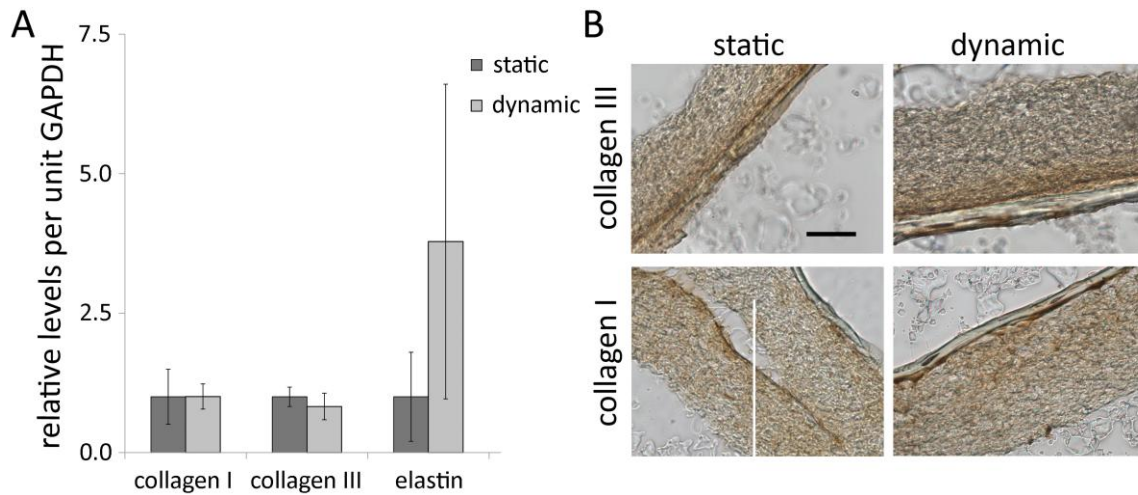 A
relative levels per unit GAPDH
7.5
5.0
2.5
0.0
static
dynamic
collagen I
collagen III
elastin
B
static
dynamic
collagen III
collagen I